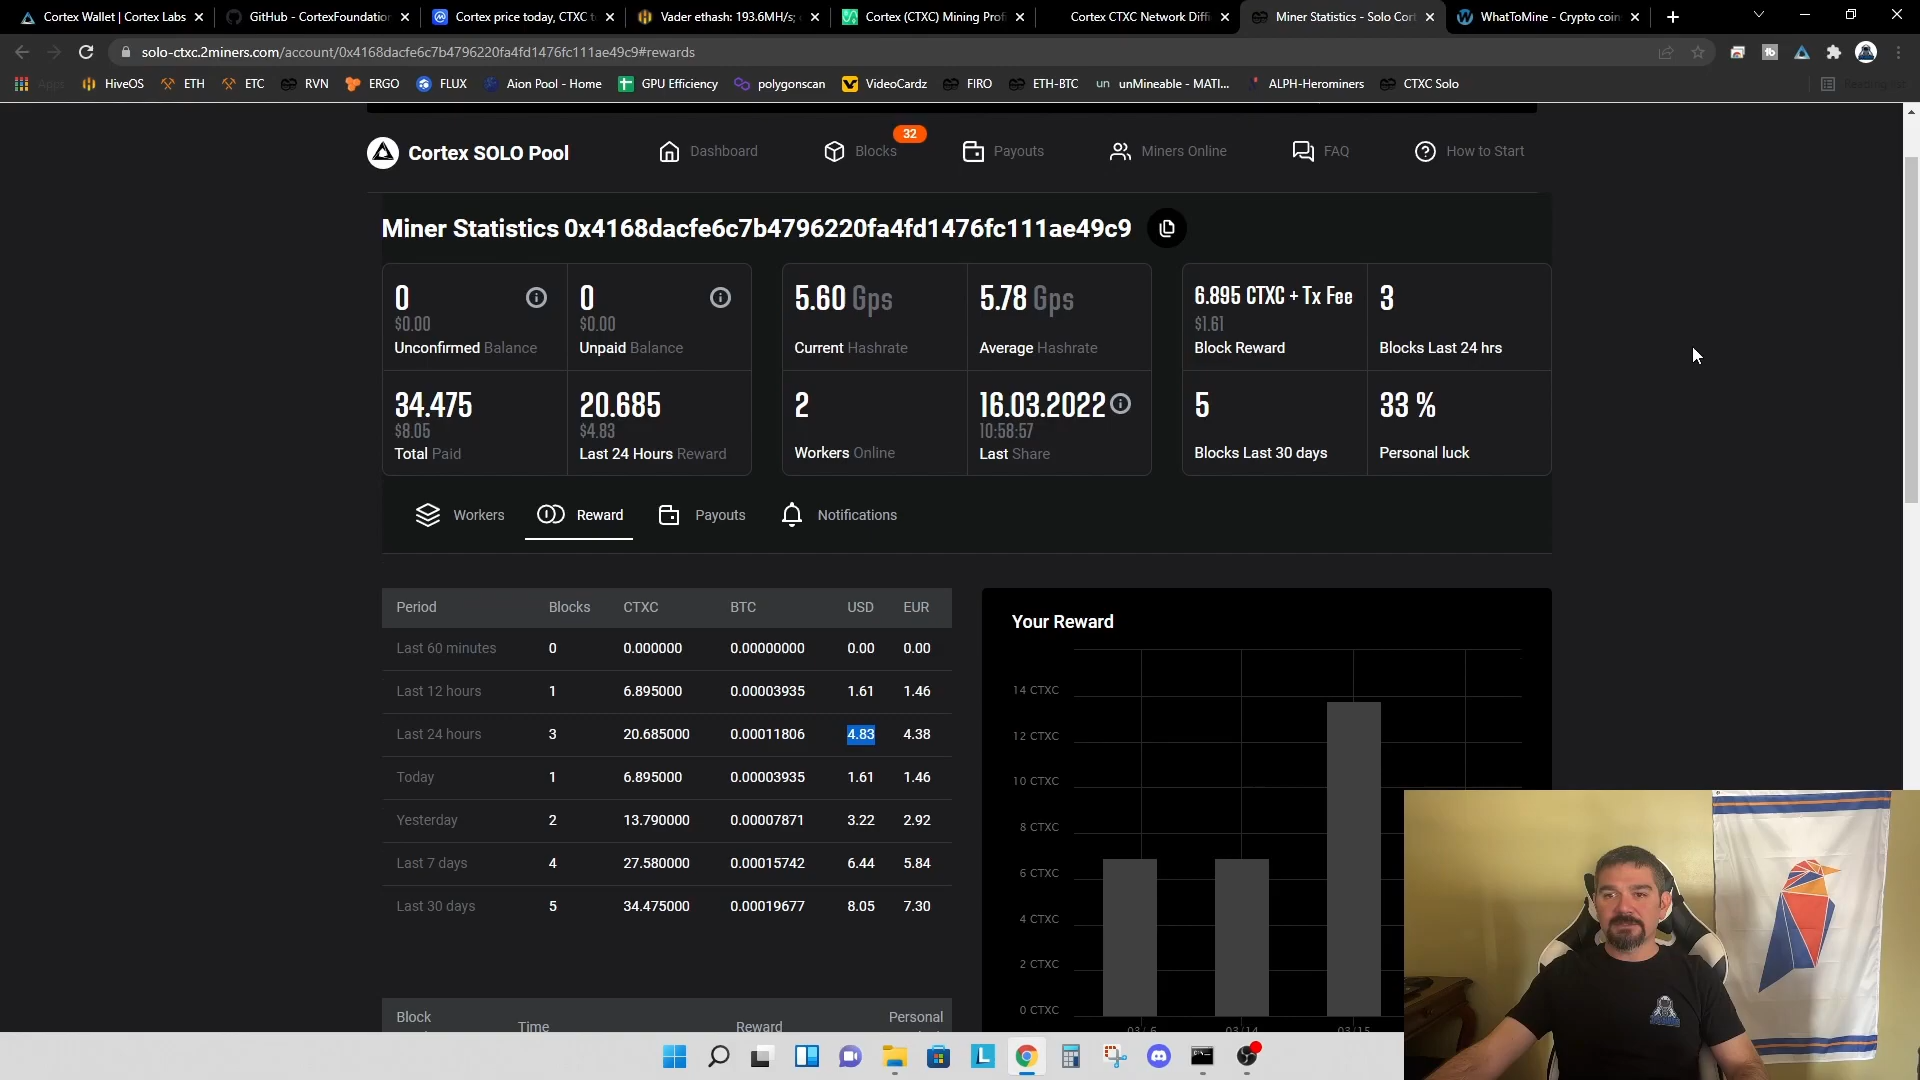 Cortex Wallet | Cortex Labs
GitHub - CortexFoundation
Cortex price today, CTXC t
Vader ethash: 193.6MH/s;
Cortex (CTXC) Mining Prof
Cortex CTXC Network Diffi
Miner Statistics - Solo Cort
WhatToMine - Crypto coin
solo-ctxc.2miners.com/account/0x4168dacfe6c7b4796220fa4fd1476fc111ae49c9#rewards
Apps
HiveOS
ETH
ETC
RVN
ERGO
FLUX
Aion Pool - Home
GPU Efficiency
polygonscan
VideoCardz
FIRO
ETH-BTC
un unMineable - MATI...
ALPH-Herominers
CTXC Solo
Reading list
Cortex SOLO Pool
Dashboard
Blocks
32
Payouts
Miners Online
FAQ
How to Start
Miner Statistics 0x4168dacfe6c7b4796220fa4fd1476fc111ae49c9
0
$0.00
Unconfirmed Balance
0
$0.00
Unpaid Balance
5.60 Gps
Current Hashrate
5.78 Gps
Average Hashrate
6.895 CTXC + Tx Fee
$1.61
Block Reward
3
Blocks Last 24 hrs
34.475
$8.05
Total Paid
20.685
$4.83
Last 24 Hours Reward
2
Workers Online
16.03.2022
10:58:57
Last Share
5
Blocks Last 30 days
33 %
Personal luck
Workers
Reward
Payouts
Notifications
Period Blocks CTXC BTC USD EUR
Last 60 minutes 0 0.000000 0.00000000 0.00 0.00
Last 12 hours 1 6.895000 0.00003935 1.61 1.46
Last 24 hours 3 20.685000 0.00011806 4.83 4.38
Today 1 6.895000 0.00003935 1.61 1.46
Yesterday 2 13.790000 0.00007871 3.22 2.92
Last 7 days 4 27.580000 0.00015742 6.44 5.84
Last 30 days 5 34.475000 0.00019677 8.05 7.30
Your Reward
14 CTXC
12 CTXC
10 CTXC
8 CTXC
6 CTXC
4 CTXC
2 CTXC
0 CTXC
03/14
03/15
Block
Time
Reward
Personal